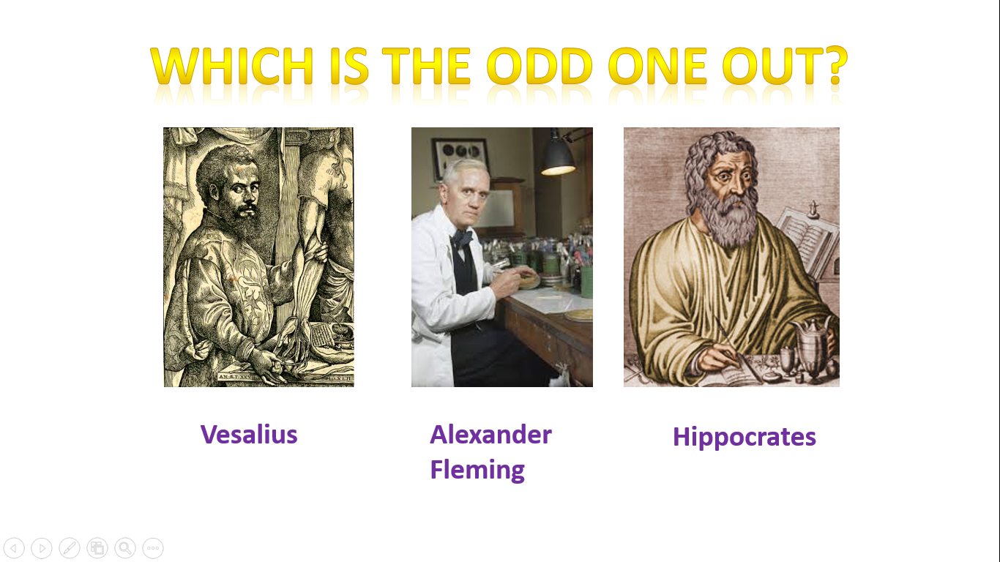 WHICH IS THE ODD ONE OUT?
Vesalius
Alexander
Fleming
Hippocrates